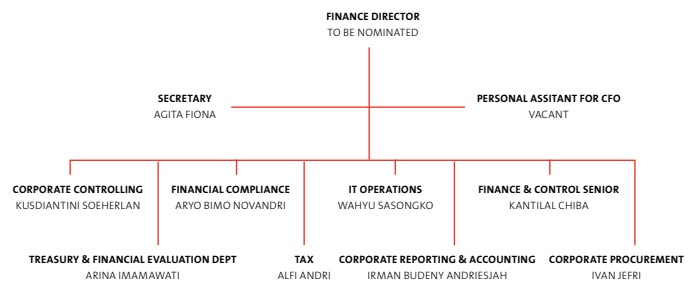 FINANCE DIRECTOR
TO BE NOMINATED
SECRETARY
AGITA FIONA
PERSONAL ASSITANT FOR CFO
VACANT
CORPORATE CONTROLLING
KUSDIANTINI SOEHERLAN
FINANCIAL COMPLIANCE
ARYO BIMO NOVANDRI
IT OPERATIONS
WAHYU SASONGKO
FINANCE & CONTROL SENIOR
KANTILAL CHIBA
TREASURY & FINANCIAL EVALUATION DEPT
ARINA IMAMAWATI
TAX
ALFI ANDRI
CORPORATE REPORTING & ACCOUNTING
IRMAN BUDENY ANDRIESJAH
CORPORATE PROCUREMENT
IVAN JEFRI